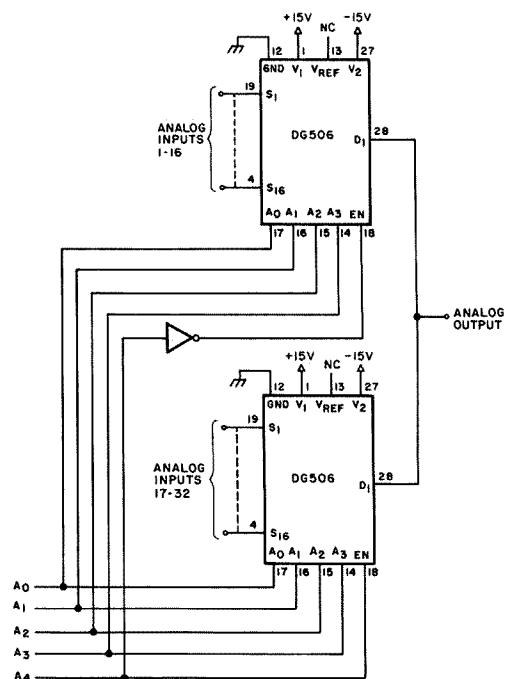 +15V NC -15V
12 1 13 27
GND V1 VREF V2
19 S1
ANALOG
INPUTS
1-16
DG506
D1 28
4 S16
A0 A1 A2 A3 EN
17 16 15 14 18
ANALOG
OUTPUT
+15V NC -15V
12 1 13 27
GND V1 VREF V2
19 S1
ANALOG
INPUTS
17-32
DG506
D1 28
4 S16
A0 A1 A2 A3 EN
17 16 15 14 18
A0
A1
A2
A3
A4